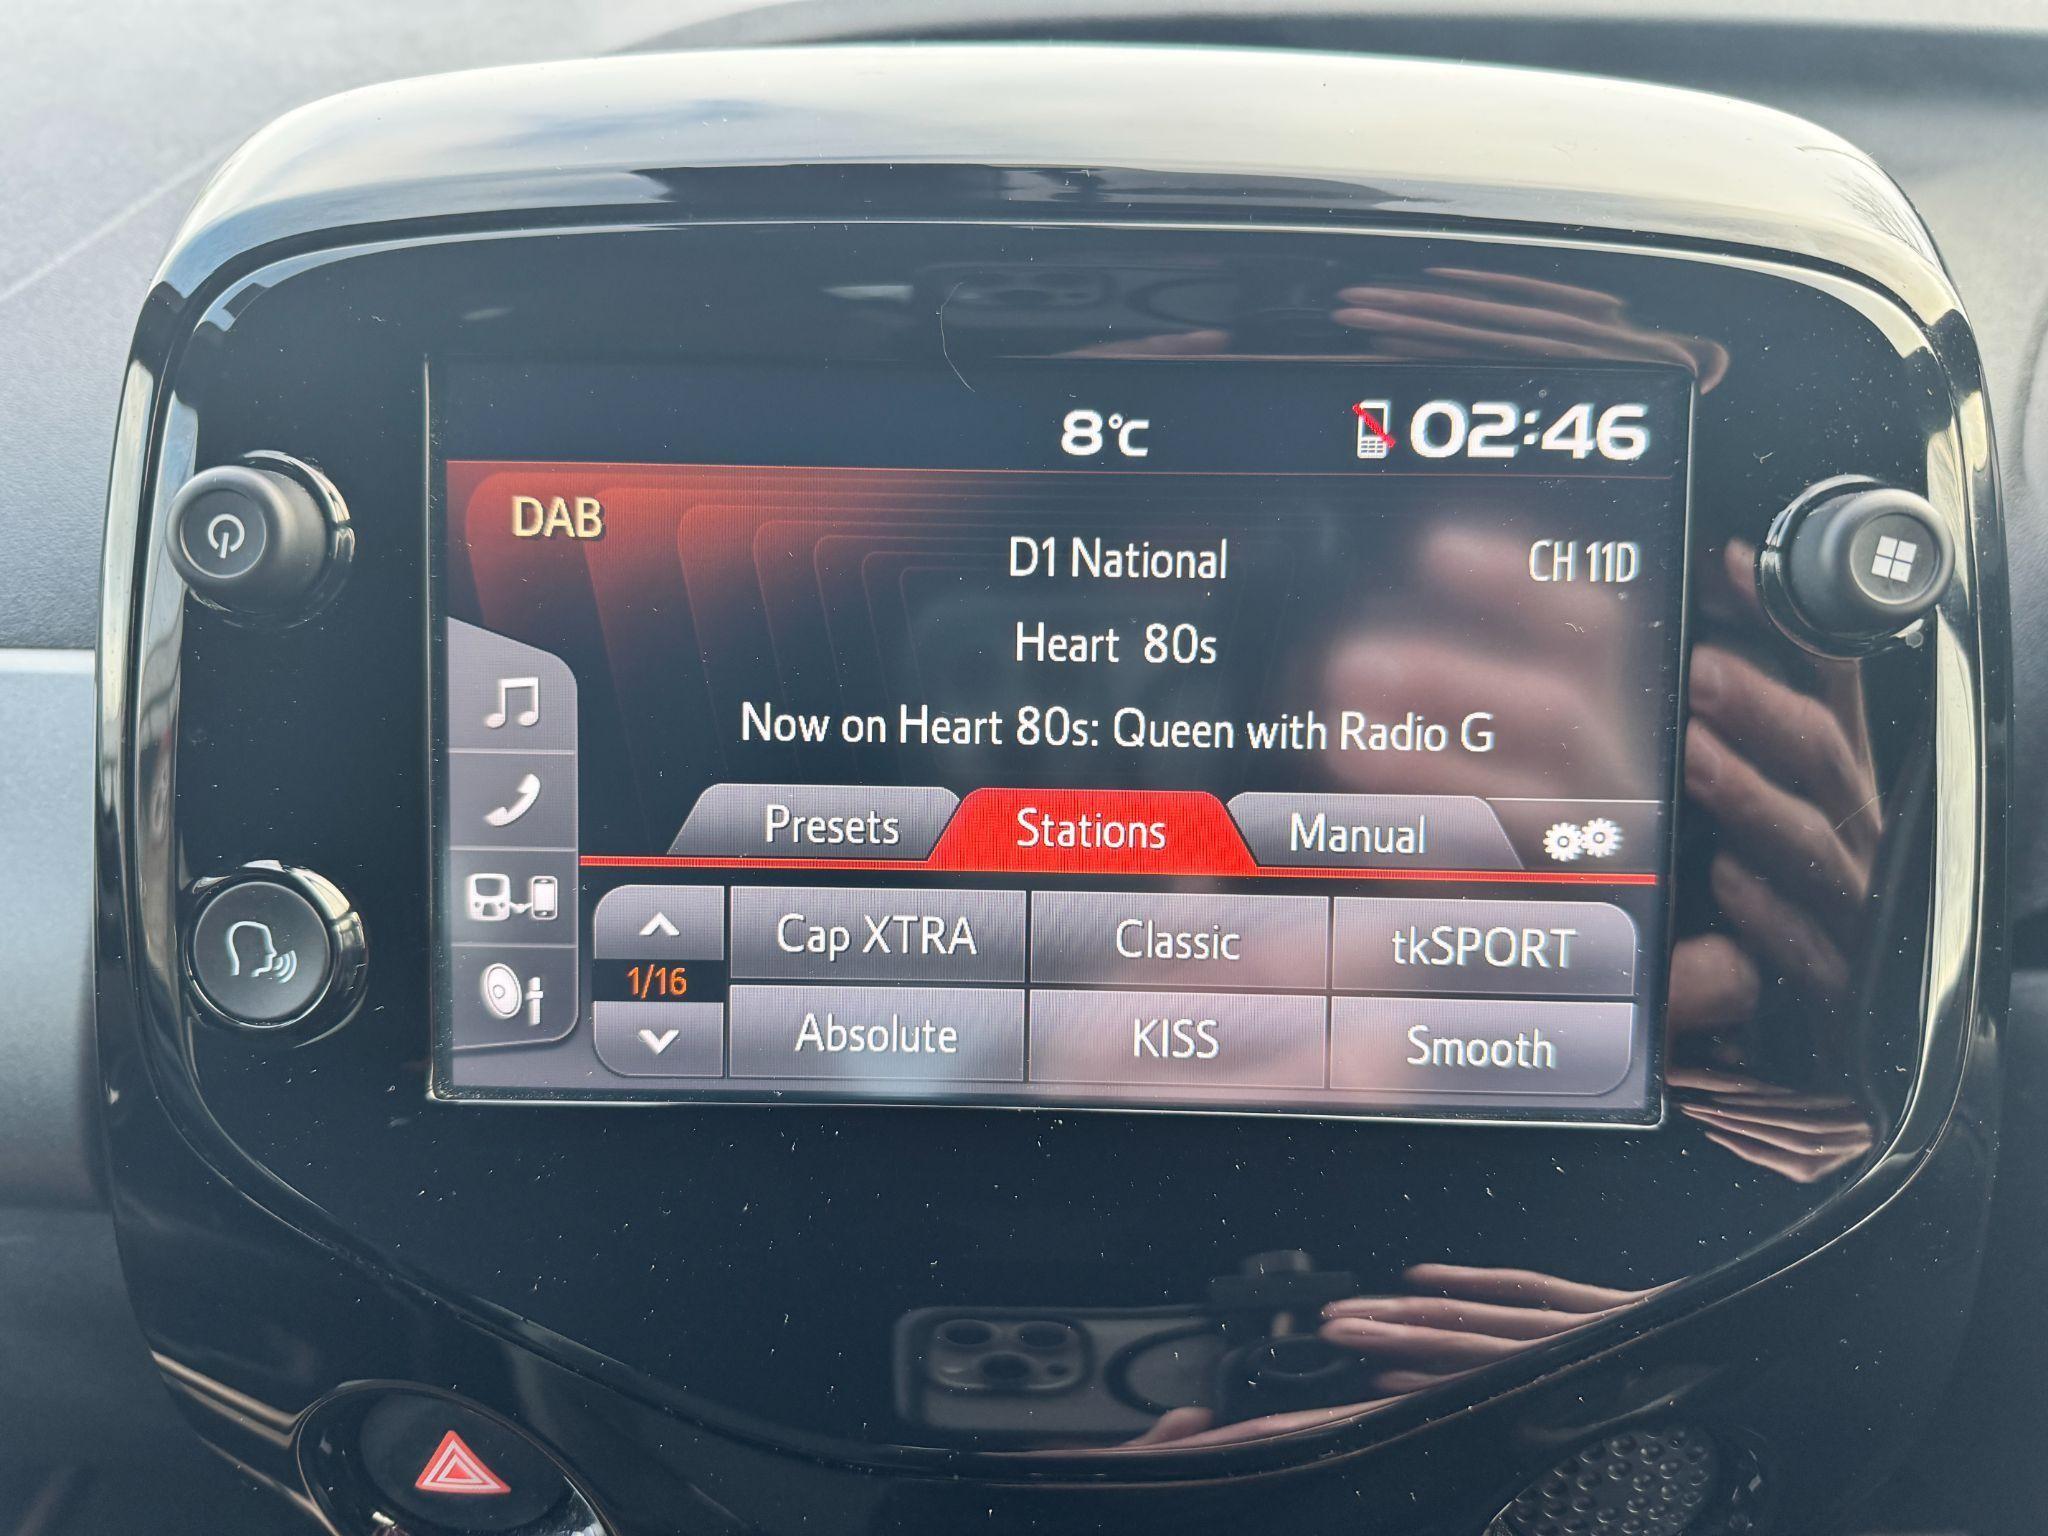 8°C 02:46
DAB
D1 National CH 11D
Heart 80s
Now on Heart 80s: Queen with Radio G
Presets Stations Manual
Cap XTRA Classic tkSPORT
1/16
Absolute KISS Smooth